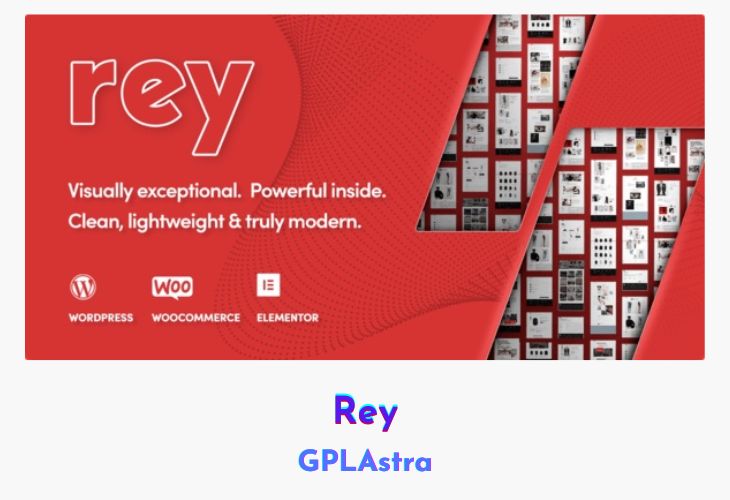 rey
Visually exceptional. Powerful inside.
Clean, lightweight & truly modern.
WOO
WORDPRESS WOOCOMMERCE ELEMENTOR
Rey
GPLAstra